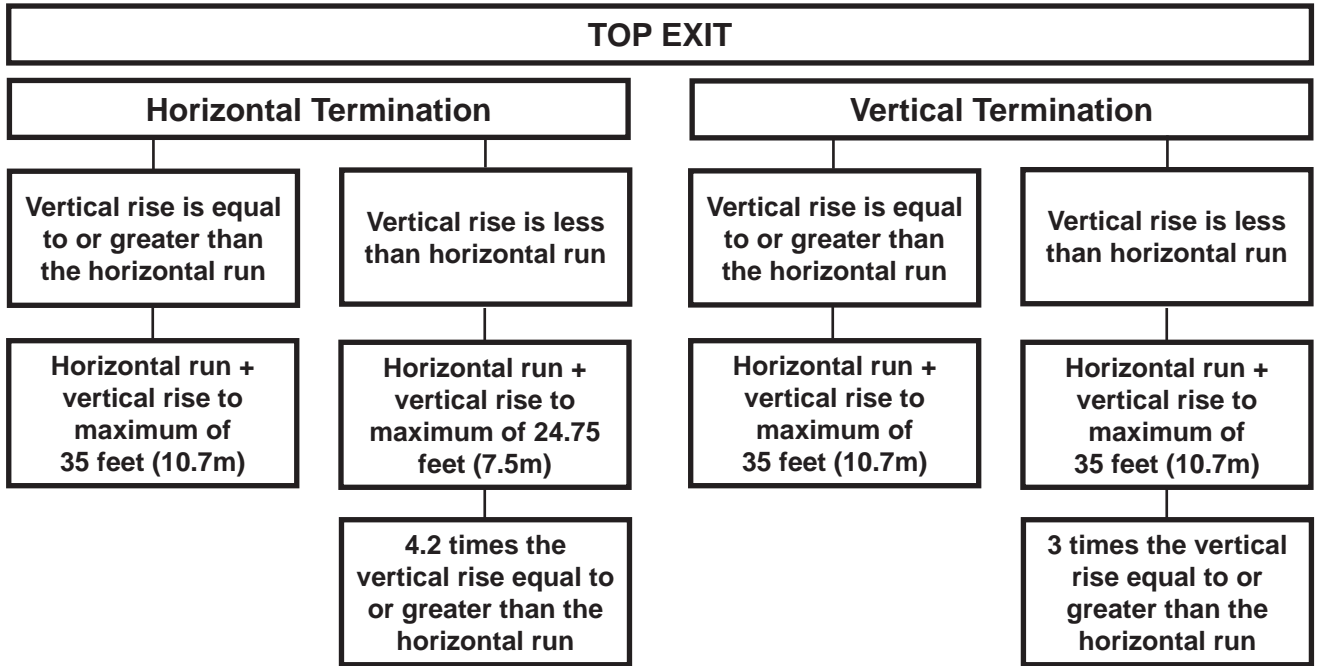 TOP EXIT
Horizontal Termination
Vertical rise is equal
to or greater than
the horizontal run
Horizontal run +
vertical rise to
maximum of
35 feet (10.7m)
Vertical rise is less
than horizontal run
Horizontal run +
vertical rise to
maximum of 24.75
feet (7.5m)
4.2 times the
vertical rise equal to
or greater than the
horizontal run
Vertical Termination
Vertical rise is equal
to or greater than
the horizontal run
Horizontal run +
vertical rise to
maximum of
35 feet (10.7m)
Vertical rise is less
than horizontal run
Horizontal run +
vertical rise to
maximum of
35 feet (10.7m)
3 times the vertical
rise equal to or
greater than the
horizontal run